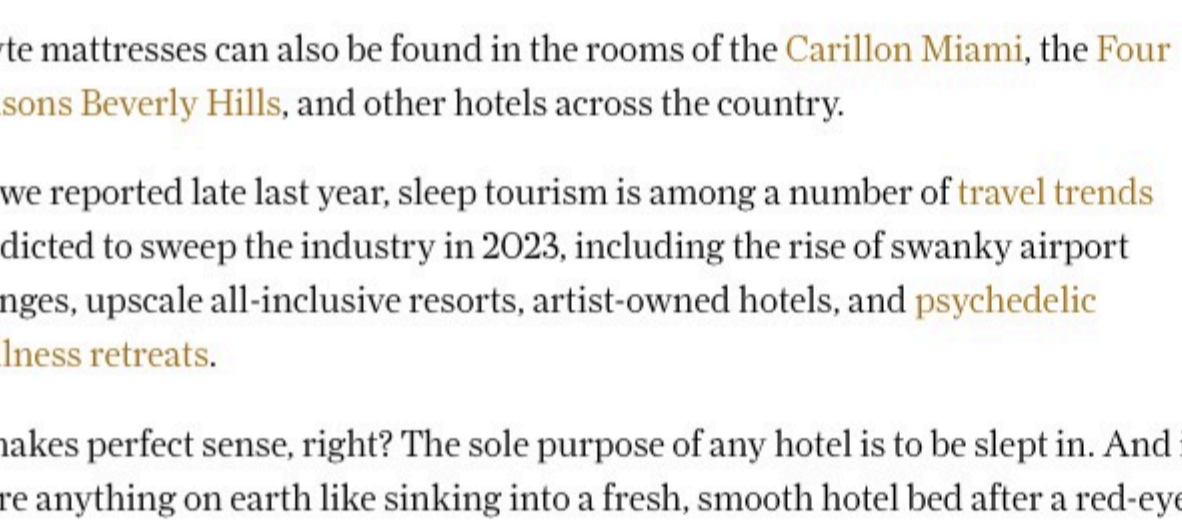 te mattresses can also be found in the rooms of the Carillon Miami, the Four
sons Beverly Hills, and other hotels across the country.
we reported late last year, sleep tourism is among a number of travel trends
dicted to sweep the industry in 2023, including the rise of swanky airport
nges, upscale all-inclusive resorts, artist-owned hotels, and psychedelic
lness retreats.
makes perfect sense, right? The sole purpose of any hotel is to be slept in. And
re anything on earth like sinking into a fresh, smooth hotel bed after a red-eye